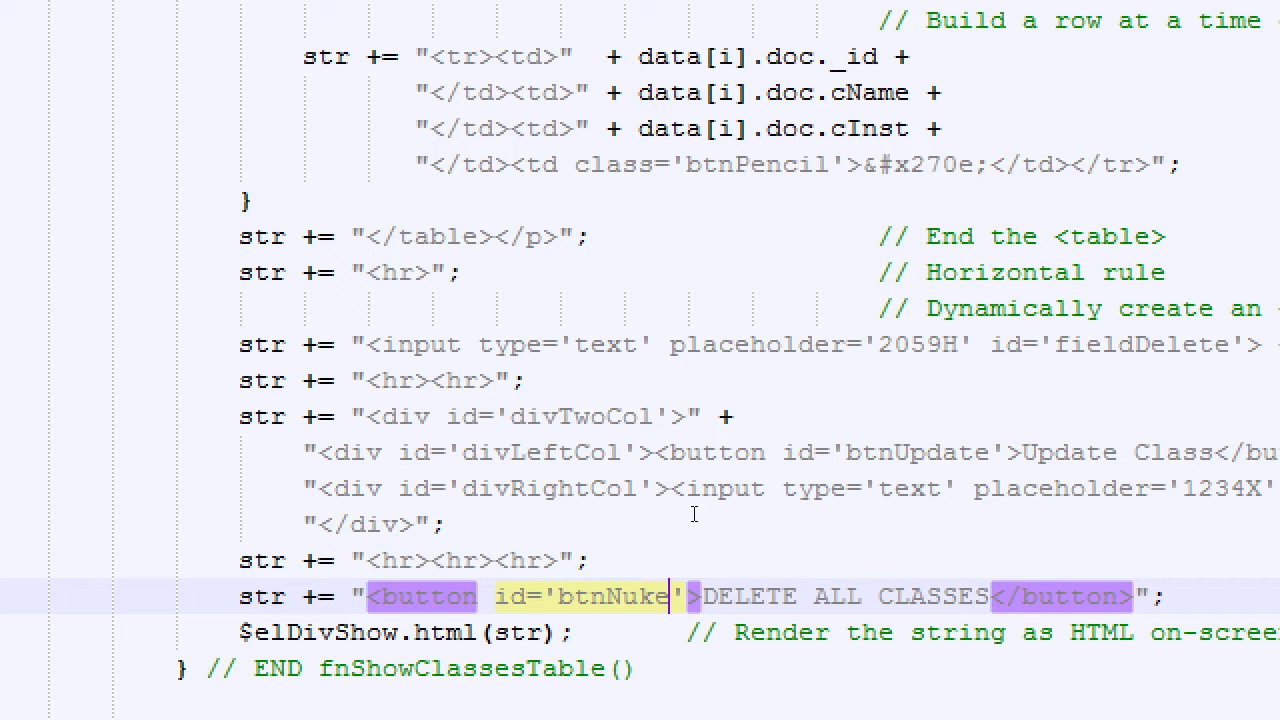 // Build a row at a time
str += "<tr><td>"  + data[i].doc._id +
"</td><td>" + data[i].doc.cName +
"</td><td>" + data[i].doc.cInst +
"</td><td class='btnPencil'>&#x270e;</td></tr>";
}
str += "</table></p>"; // End the <table>
str += "<hr>"; // Horizontal rule
// Dynamically create an
str += "<input type='text' placeholder='2059H' id='fieldDelete'>
str += "<hr><hr>";
str += "<div id='divTwoCol'>" +
"<div id='divLeftCol'><button id='btnUpdate'>Update Class</bu
"<div id='divRightCol'><input type='text' placeholder='1234X'
"</div>";
str += "<hr><hr><hr>";
str += "<button id='btnNuke'>DELETE ALL CLASSES</button>";
$elDivShow.html(str); // Render the string as HTML on-scree
} // END fnShowClassesTable()